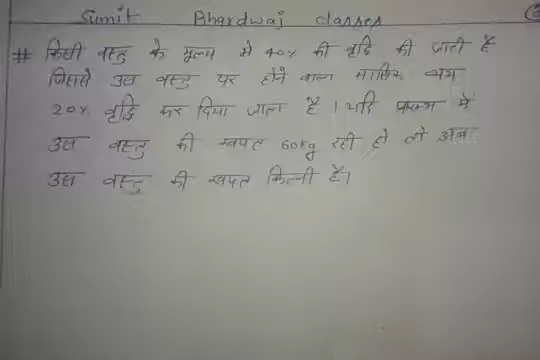 Sumit Bhardwaj classes
# किसी वस्तु के मूल्य मे 40% की वृद्धि की जाती है
जिससे उस वस्तु पर होने वाला मासिक व्यय
20% वृद्धि कर दिया जाता है । यदि प्रारम्भ में
उस वस्तु की खपत 60kg रही हो तो अब
उस वस्तु की खपत कितनी है।